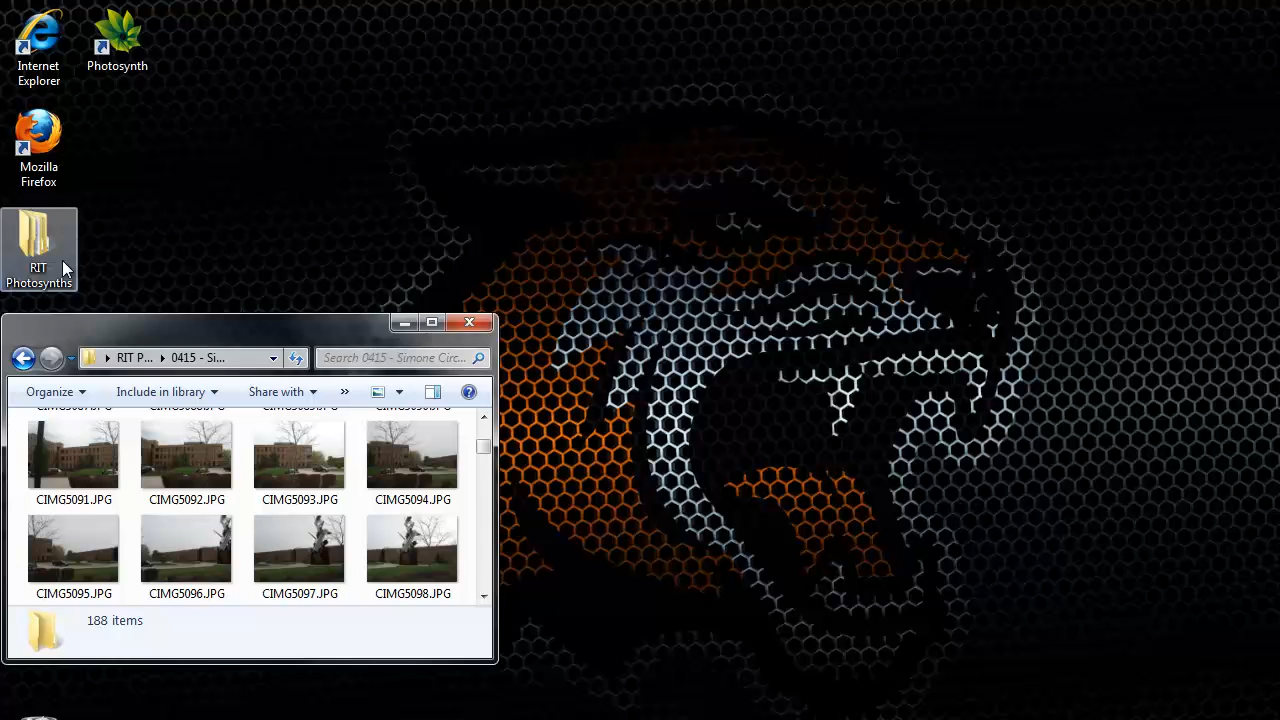 Internet
Explorer
Photosynth
Mozilla
Firefox
RIT
Photosynths
RIT P... 0415 - Si...
Search 0415 - Simone Circ...
Organize
Include in library
Share with
CIMG5091.JPG
CIMG5092.JPG
CIMG5093.JPG
CIMG5094.JPG
CIMG5095.JPG
CIMG5096.JPG
CIMG5097.JPG
CIMG5098.JPG
188 items